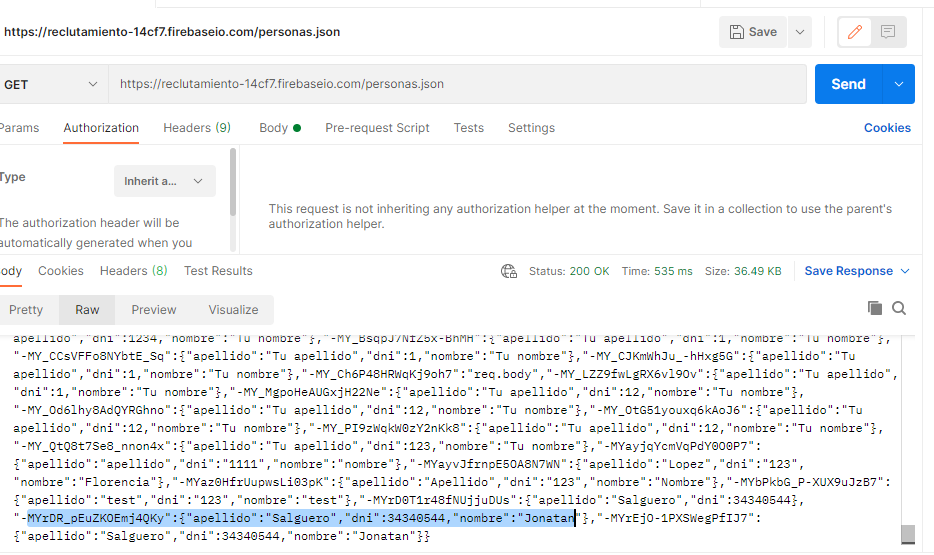 https://reclutamiento-14cf7.firebaseio.com/personas.json
Save
GET
https://reclutamiento-14cf7.firebaseio.com/personas.json
Send
Params Authorization Headers (9) Body Pre-request Script Tests Settings Cookies
Type
Inherit a...
The authorization header will be
automatically generated when you
This request is not inheriting any authorization helper at the moment. Save it in a collection to use the parent's
authorization helper.
Body Cookies Headers (8) Test Results Status: 200 OK Time: 535 ms Size: 36.49 KB Save Response
Pretty Raw Preview Visualize
apellido","dni":1234,"nombre":"Tu nombre"},"-MY_BsqpJ7Nfz6x-BhMH":{"apellido":"Tu apellido","dni":1,"nombre":"Tu nombre"},
"-MY_CCsVFFo8NYbtE_Sq":{"apellido":"Tu apellido","dni":1,"nombre":"Tu nombre"},"-MY_CJKmWhJu_-hHxg5G":{"apellido":"Tu
apellido","dni":1,"nombre":"Tu nombre"},"-MY_Ch6P48HRWqKj9oh7":"req.body","-MY_LZZ9fwLgRX6vl9Ov":{"apellido":"Tu apellido",
"dni":1,"nombre":"Tu nombre"},"-MY_MgpoHeAUGxjH22Ne":{"apellido":"Tu apellido","dni":12,"nombre":"Tu nombre"},
"-MY_Od6lhy8AdQYRGhno":{"apellido":"Tu apellido","dni":12,"nombre":"Tu nombre"},"-MY_OtG51youxq6kAoJ6":{"apellido":"Tu
apellido","dni":12,"nombre":"Tu nombre"},"-MY_PI9zWqkW0zY2nKk8":{"apellido":"Tu apellido","dni":12,"nombre":"Tu nombre"},
"-MY_QtQ8t7Se8_nnon4x":{"apellido":"Tu apellido","dni":123,"nombre":"Tu nombre"},"-MYayjqYcmVqPdY0O0P7":
{"apellido":"apellido","dni":"1111","nombre":"nombre"},"-MYayvJfrnpE5OA8N7WN":{"apellido":"Lopez","dni":"123",
"nombre":"Florencia"},"-MYaz0HfrUupwsLi03pK":{"apellido":"Apellido","dni":"123","nombre":"Nombre"},"-MYbPkbG_P-XUX9uJzB7":
{"apellido":"test","dni":"123","nombre":"test"},"-MYrD0T1r48fNUjjuDUs":{"apellido":"Salguero","dni":34340544},
"-MYrDR_pEuZKOEmj4QKy":{"apellido":"Salguero","dni":34340544,"nombre":"Jonatan"},"-MYrEjO-1PXSWegPfIJ7":
{"apellido":"Salguero","dni":34340544,"nombre":"Jonatan"}}